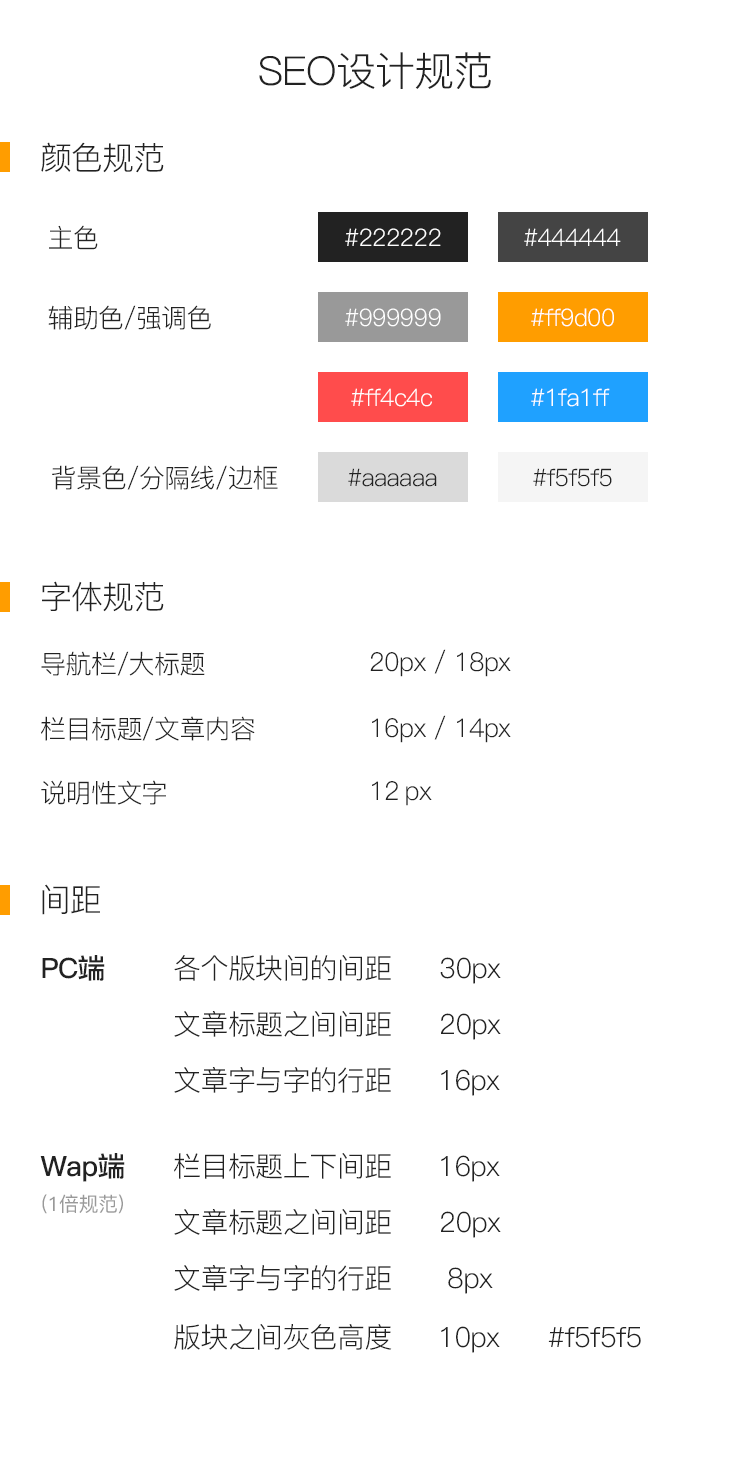 SEO设计规范
颜色规范
主色 #222222 #444444
辅助色/强调色 #999999 #ff9d00
#ff4c4c #1fa1ff
背景色/分隔线/边框 #aaaaaa #f5f5f5
字体规范
导航栏/大标题 20px / 18px
栏目标题/文章内容 16px / 14px
说明性文字 12 px
间距
PC端 各个版块间的间距 30px
文章标题之间间距 20px
文章字与字的行距 16px
Wap端 栏目标题上下间距 16px
(1倍规范)
文章标题之间间距 20px
文章字与字的行距 8px
版块之间灰色高度 10px #f5f5f5